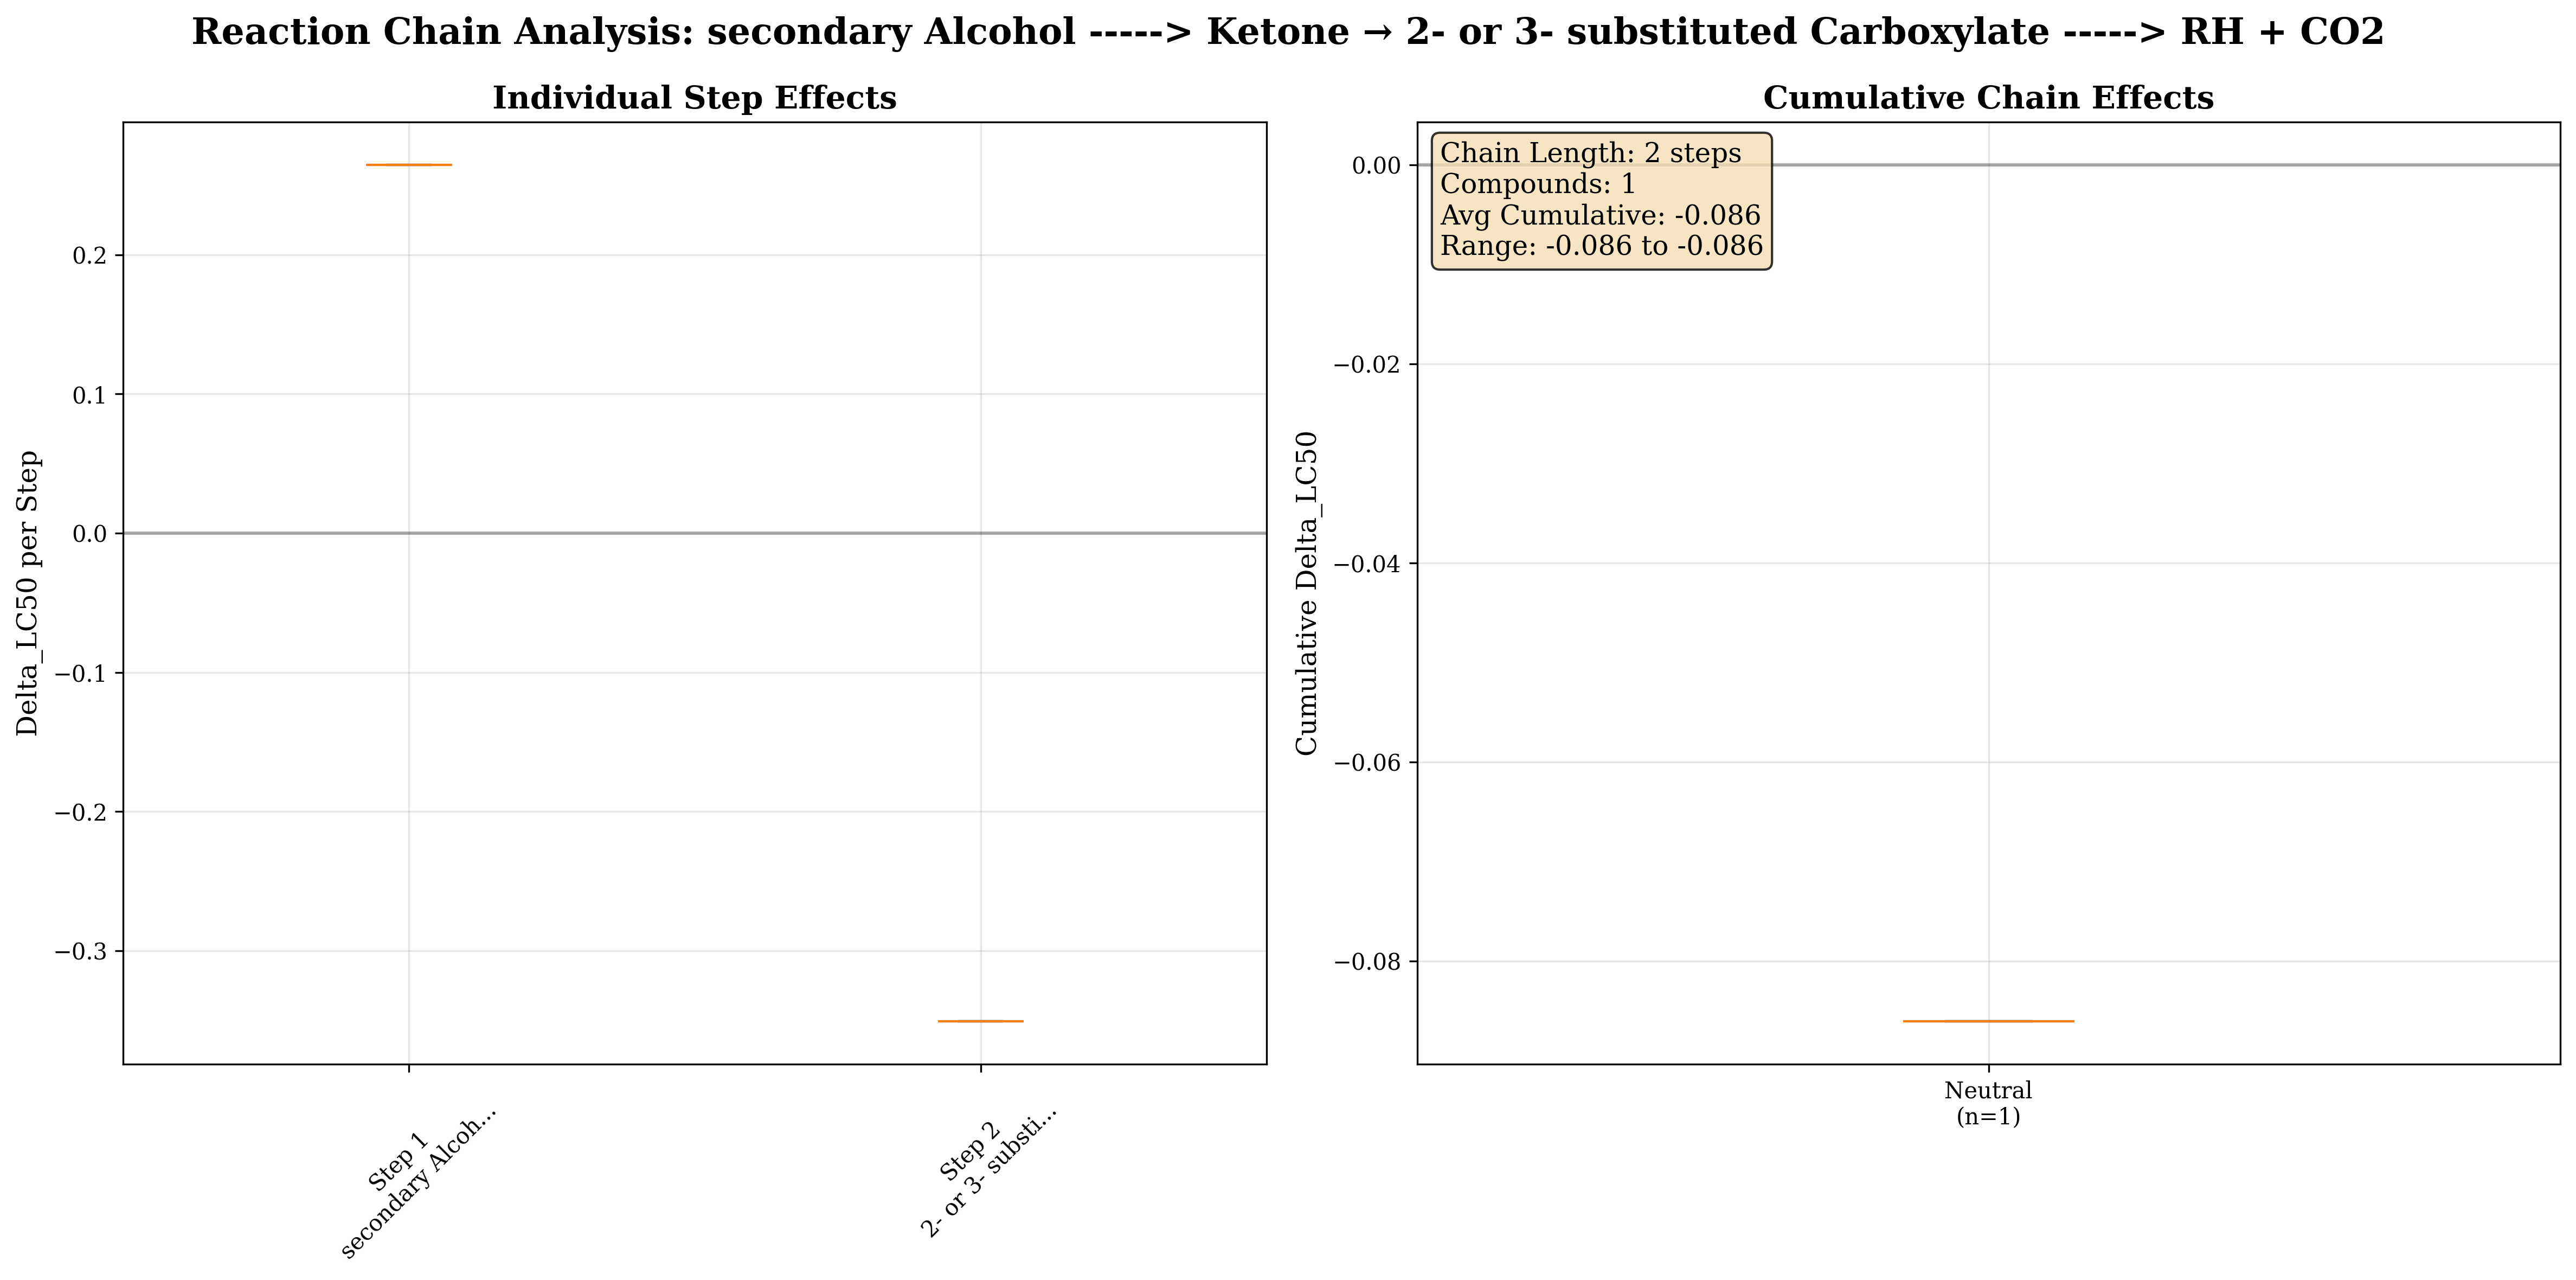 Reaction Chain Analysis: secondary Alcohol -----> Ketone → 2- or 3- substituted Carboxylate -----> RH + CO2
Individual Step Effects
Delta_LC50 per Step
0.2
0.1
0.0
−0.1
−0.2
−0.3
Step 1
secondary Alcoh...
Step 2
2- or 3- substi...
Cumulative Chain Effects
Chain Length: 2 steps
Compounds: 1
Avg Cumulative: -0.086
Range: -0.086 to -0.086
Cumulative Delta_LC50
0.00
−0.02
−0.04
−0.06
−0.08
Neutral
(n=1)